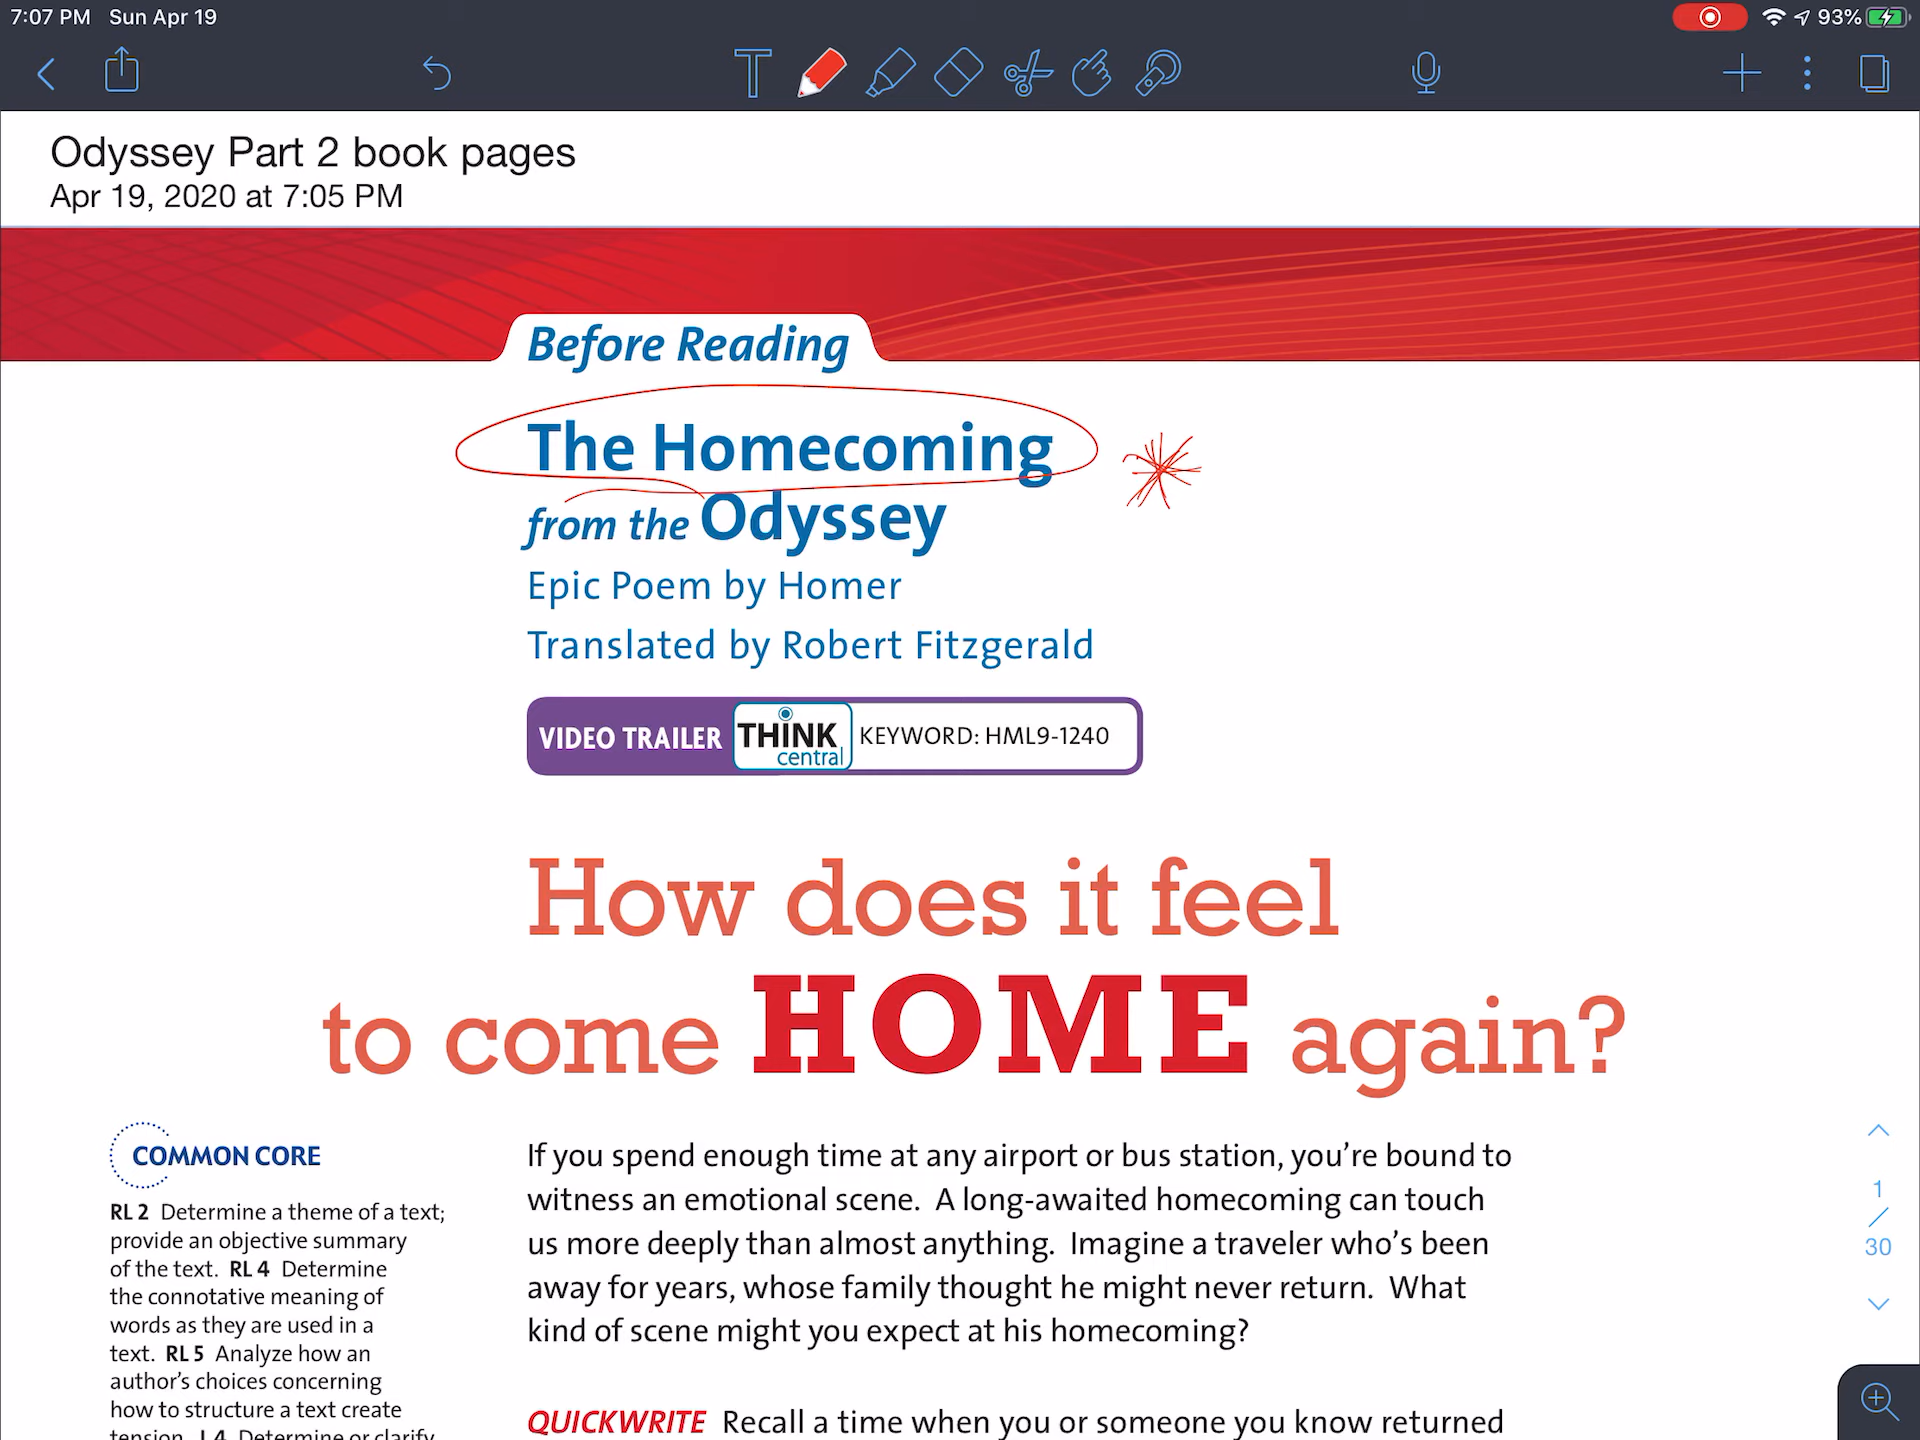 7:07 PM Sun Apr 19
93%
Odyssey Part 2 book pages
Apr 19, 2020 at 7:05 PM
Before Reading
The Homecoming
from the Odyssey
Epic Poem by Homer
Translated by Robert Fitzgerald
VIDEO TRAILER THINK central KEYWORD: HML9-1240
How does it feel
to come HOME again?
COMMON CORE
RL 2 Determine a theme of a text;
provide an objective summary
of the text. RL 4 Determine
the connotative meaning of
words as they are used in a
text. RL 5 Analyze how an
author's choices concerning
how to structure a text create
tension. L 4 Determine or clarify
If you spend enough time at any airport or bus station, you're bound to
witness an emotional scene. A long-awaited homecoming can touch
us more deeply than almost anything. Imagine a traveler who's been
away for years, whose family thought he might never return. What
kind of scene might you expect at his homecoming?
QUICKWRITE Recall a time when you or someone you know returned
1
/
30